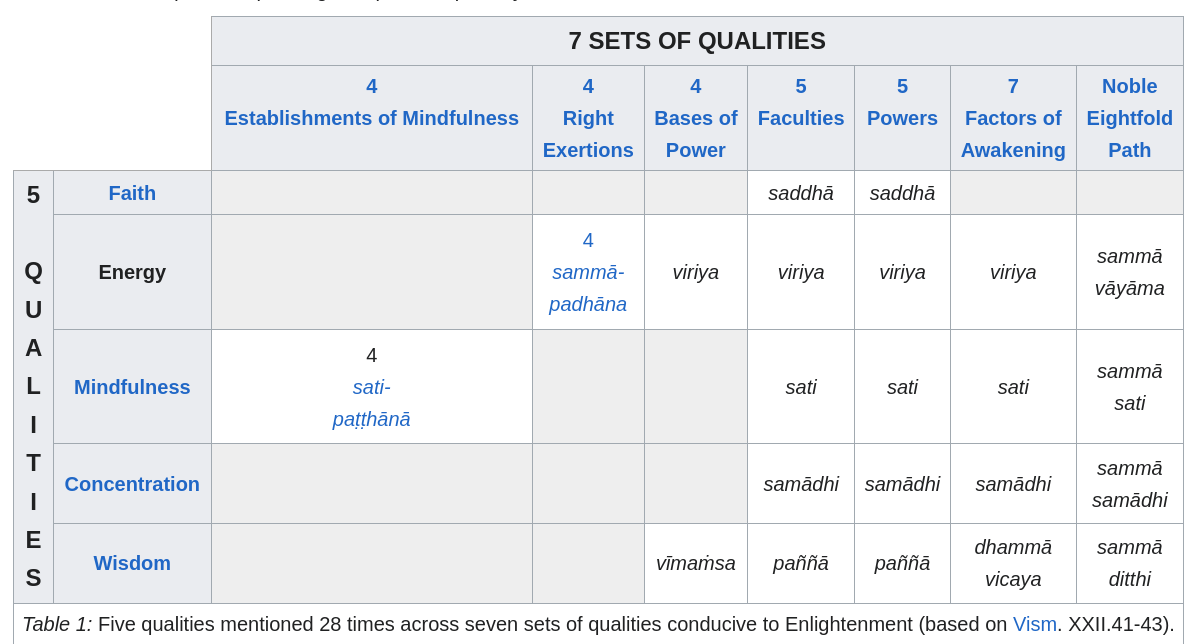 7 SETS OF QUALITIES
4
Establishments of Mindfulness
4
Right
Exertions
4
Bases of
Power
5
Faculties
5
Powers
7
Factors of
Awakening
Noble
Eightfold
Path
5
Q
U
A
L
I
T
I
E
S
Faith
saddhā
saddhā
Energy
4
sammā-
padhāna
viriya
viriya
viriya
viriya
sammā
vāyāma
Mindfulness
4
sati-
paṭṭhānā
sati
sati
sati
sammā
sati
Concentration
samādhi
samādhi
samādhi
sammā
samādhi
Wisdom
vīmaṁsa
paññā
paññā
dhammā
vicaya
sammā
ditthi
Table 1: Five qualities mentioned 28 times across seven sets of qualities conducive to Enlightenment (based on Vism. XXII.41-43).